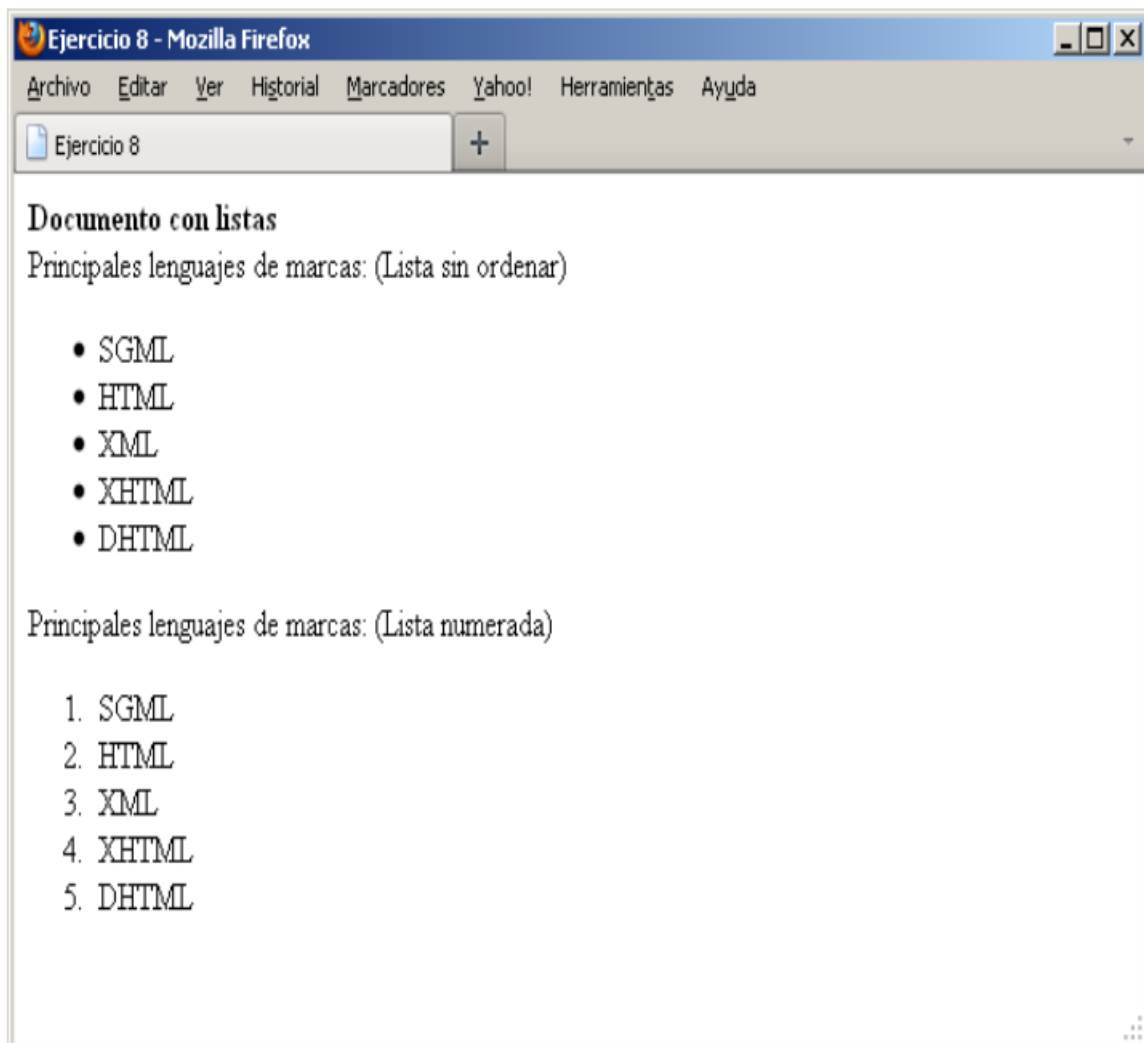 Ejercicio 8 - Mozilla Firefox
Archivo Editar Ver Historial Marcadores Yahoo! Herramientas Ayuda
Ejercicio 8
Documento con listas
Principales lenguajes de marcas: (Lista sin ordenar)
• SGML
• HTML
• XML
• XHTML
• DHTML
Principales lenguajes de marcas: (Lista numerada)
1. SGML
2. HTML
3. XML
4. XHTML
5. DHTML